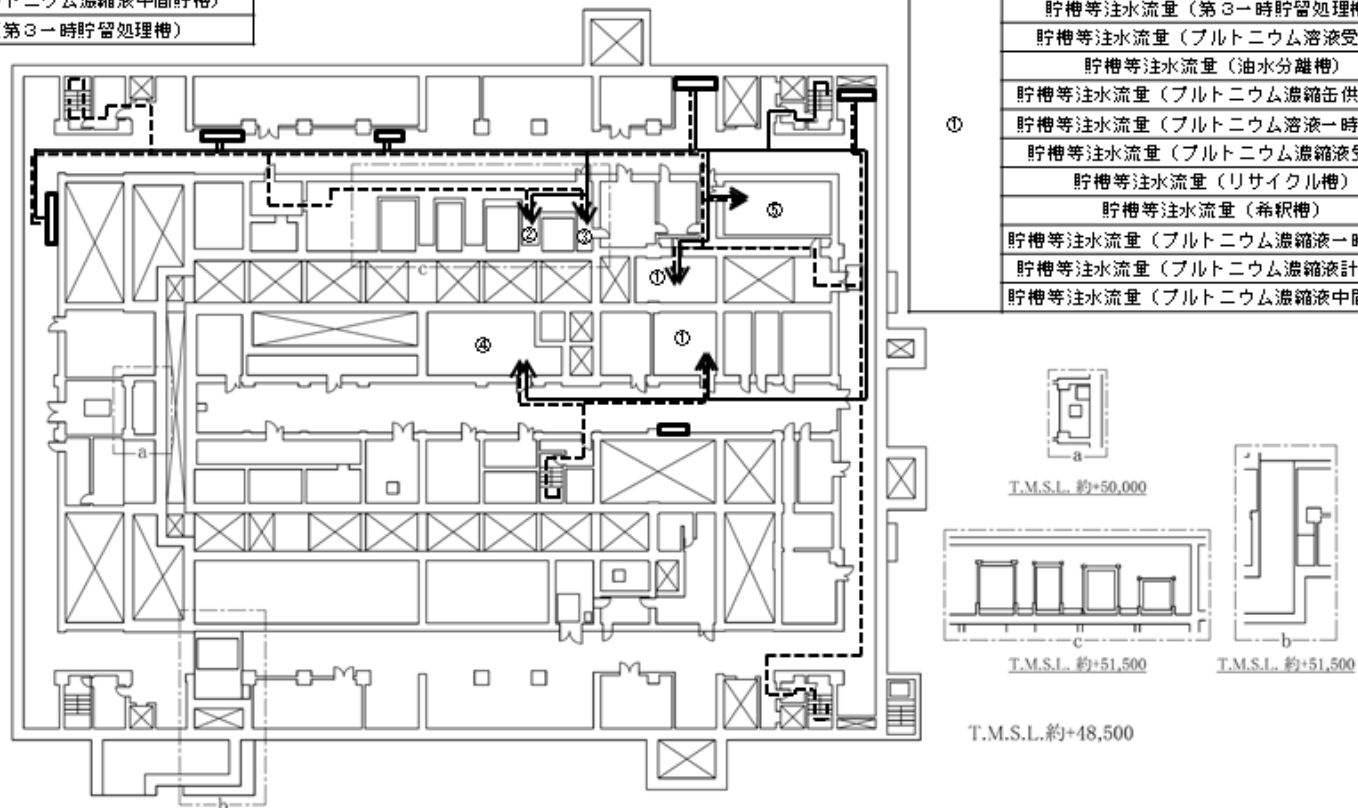 トニウム濃縮液中間貯槽）
第３一時貯留処理槽）
①
貯槽等注水流量（第３一時貯留処理槽
貯槽等注水流量（プルトニウム溶液受
貯槽等注水流量（油水分離槽）
貯槽等注水流量（プルトニウム濃縮缶供
貯槽等注水流量（プルトニウム溶液一時
貯槽等注水流量（プルトニウム濃縮液受
貯槽等注水流量（リサイクル槽）
貯槽等注水流量（希釈槽）
貯槽等注水流量（プルトニウム濃縮液一時
貯槽等注水流量（プルトニウム濃縮液計
貯槽等注水流量（プルトニウム濃縮液中間
⑤
②
③
c
①
④
①
a
b
a
T.M.S.L. 約+50,000
c
T.M.S.L. 約+51,500
b
T.M.S.L. 約+51,500
T.M.S.L.約+48,500